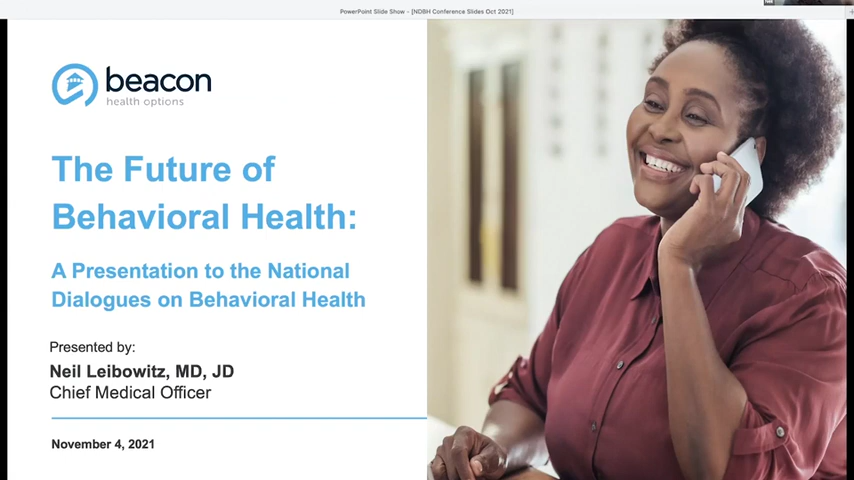 PowerPoint Slide Show - [NDBH Conference Slides Oct 2021]
beacon
health options
The Future of
Behavioral Health:
A Presentation to the National
Dialogues on Behavioral Health
Presented by:
Neil Leibowitz, MD, JD
Chief Medical Officer
November 4, 2021